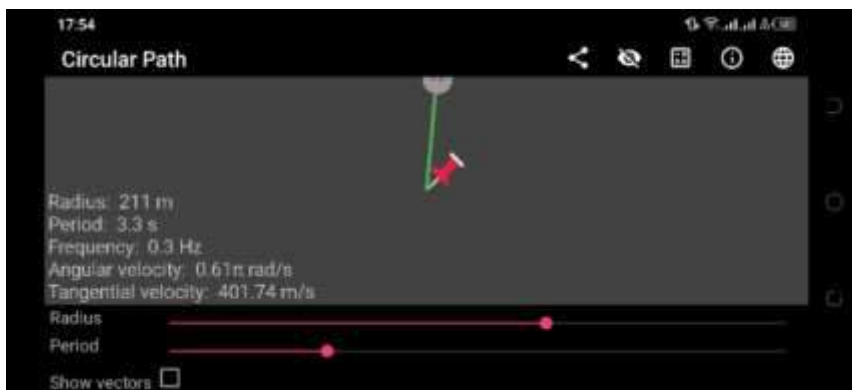 17:54
Circular Path
Radius: 211 m
Period: 3.3 s
Frequency: 0.3 Hz
Angular velocity: 0.61π rad/s
Tangential velocity: 401.74 m/s
Radius
Period
Show vectors